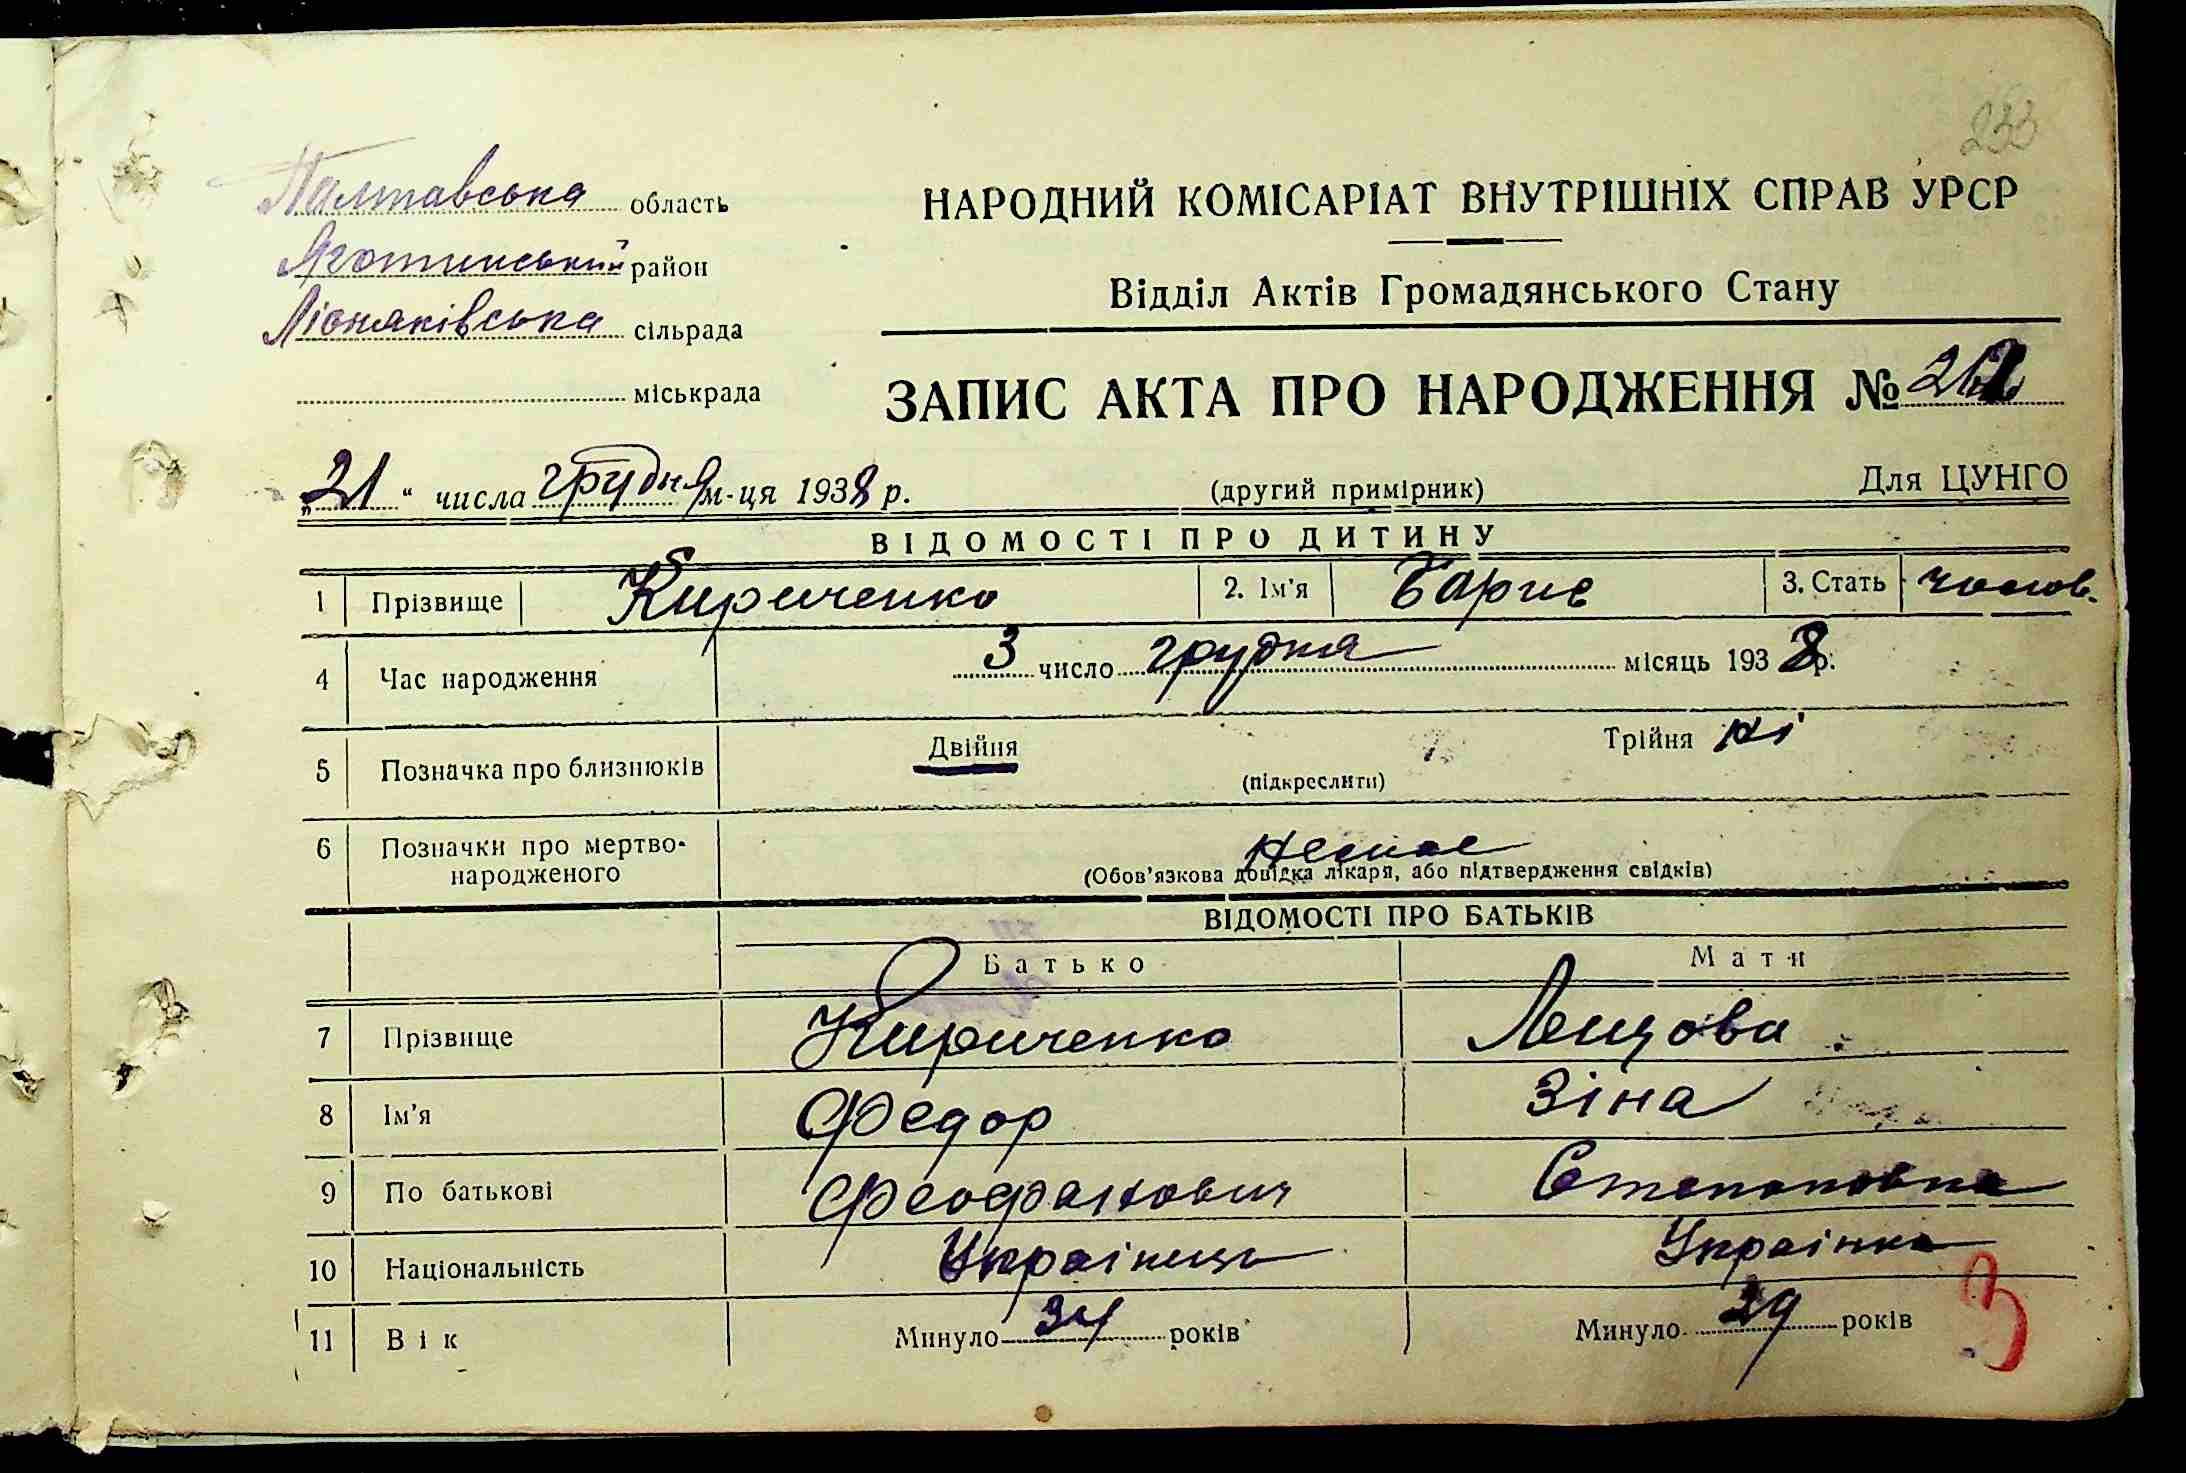 233
Палтавська область
НАРОДНИЙ КОМІСАРІАТ ВНУТРІШНІХ СПРАВ УРСР
Яготинський район
Відділ Актів Громадянського Стану
сільрада
міськрада
ЗАПИС АКТА ПРО НАРОДЖЕННЯ №
„21“ числа грудня м-ця 1938 р.
(другий примірник)
Для ЦУНГО
ВІДОМОСТІ ПРО ДИТИНУ
1 Прізвище Кириченко 2. Ім'я Барис 3. Стать чолов.
4 Час народження 3 число грудня місяць 1938 р.
5 Позначка про близнюків Двійня Трійня ні
(підкреслити)
6 Позначки про мертво-
народженого
немає
(Обов'язкова довідка лікаря, або підтвердження свідків)
ВІДОМОСТІ ПРО БАТЬКІВ
Батько Мати
7 Прізвище Кириченко
8 Ім'я Федор Зіна
9 По батькові Феофанович Степановна
10 Національність Українець Українка
11 Вік Минуло 34 років Минуло 29 років
3